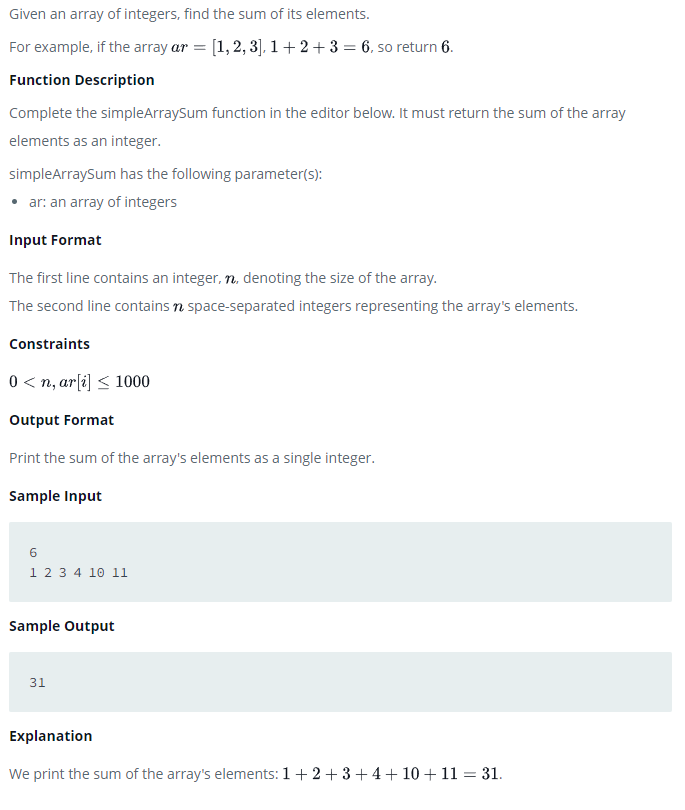 Given an array of integers, find the sum of its elements.
For example, if the array ar = [1, 2, 3], 1 + 2 + 3 = 6, so return 6.
Function Description
Complete the simpleArraySum function in the editor below. It must return the sum of the array
elements as an integer.
simpleArraySum has the following parameter(s):
• ar: an array of integers
Input Format
The first line contains an integer, n, denoting the size of the array.
The second line contains n space-separated integers representing the array's elements.
Constraints
0 < n, ar[i] ≤ 1000
Output Format
Print the sum of the array's elements as a single integer.
Sample Input
6
1 2 3 4 10 11
Sample Output
31
Explanation
We print the sum of the array's elements: 1 + 2 + 3 + 4 + 10 + 11 = 31.